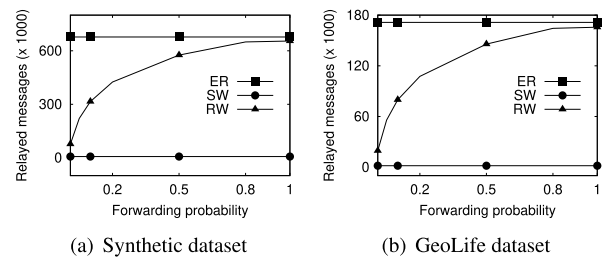 Relayed messages (x 1000)
600
300
0
ER
SW
RW
0.2 0.5 0.8 1
Forwarding probability
(a) Synthetic dataset
Relayed messages (x 1000)
180
120
60
0
ER
SW
RW
0.2 0.5 0.8 1
Forwarding probability
(b) GeoLife dataset